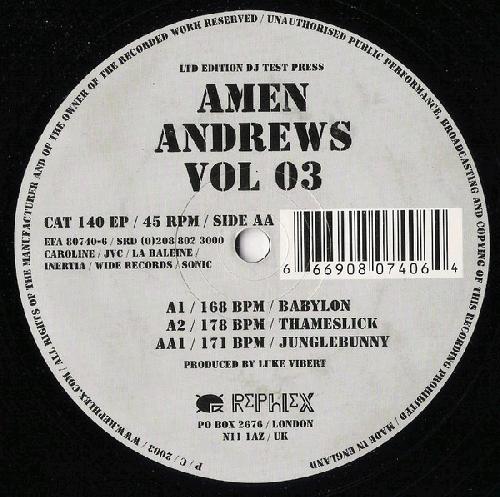 / UNAUTHORISED PUBLIC PERFORMANCE, BROADCASTING AND COPYING OF THIS RECORDING PROHIBITED / MADE IN ENGLAND
P / C / 2003 / WWW.REPHLEX.COM / ALL RIGHTS OF THE MANUFACTURER AND OF THE OWNER OF THE RECORDED WORK RESERVED
LTD EDITION DJ TEST PRESS
AMEN
ANDREWS
VOL 03
CAT 140 EP / 45 RPM / SIDE AA
EFA 80740-6 / SRD (0)208 802 3000
CAROLINE / JVC / LA BALEINE /
INERTIA / WIDE RECORDS / SONIC
6 66908 07406 4
A1 / 168 BPM / BABYLON
A2 / 178 BPM / THAMESLICK
AA1 / 171 BPM / JUNGLEBUNNY
PRODUCED BY LUKE VIBERT
REPHLEX
PO BOX 2676 / LONDON
N11 1AZ / UK